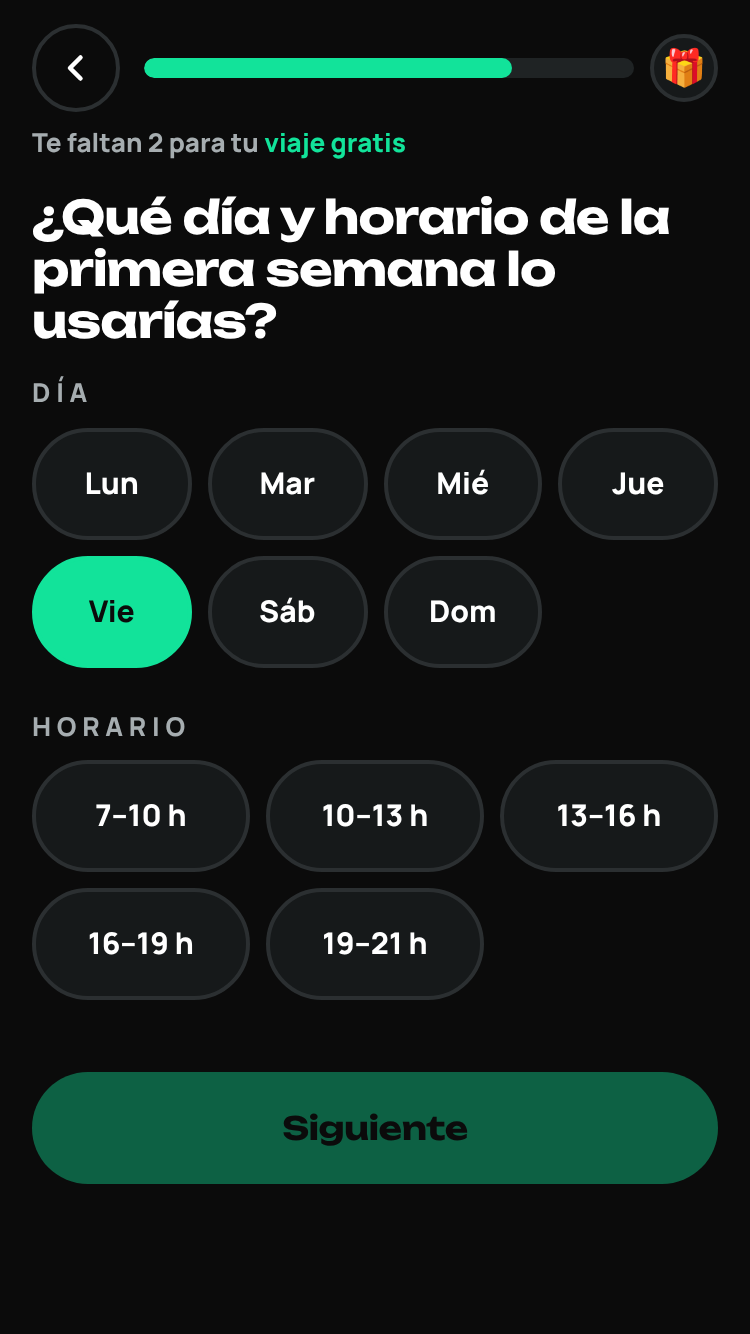 Te faltan 2 para tu viaje gratis
¿Qué día y horario de la
primera semana lo
usarías?
DÍA
Lun Mar Mié Jue
Vie Sáb Dom
HORARIO
7–10 h 10–13 h 13–16 h
16–19 h 19–21 h
Siguiente